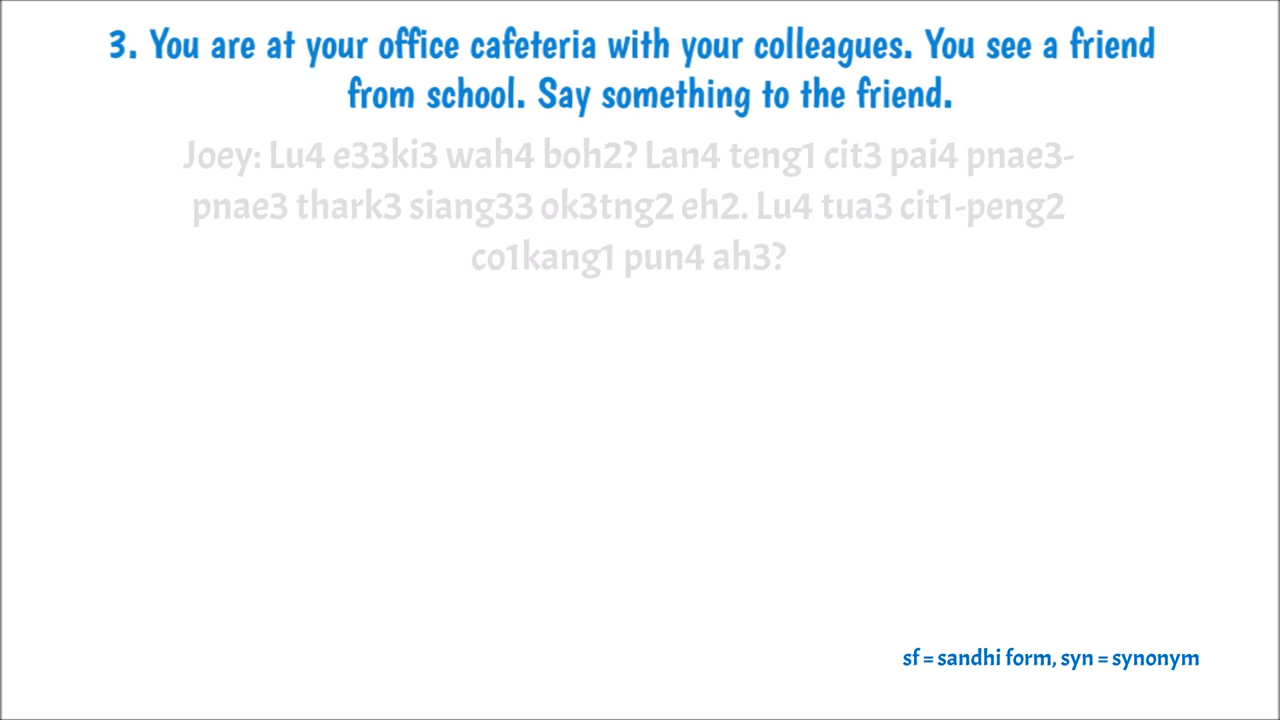 3. You are at your office cafeteria with your colleagues. You see a friend
from school. Say something to the friend.
Joey: Lu4 e33ki3 wah4 boh2? Lan4 teng1 cit3 pai4 pnae3-
pnae3 thark3 siang33 ok3tng2 eh2. Lu4 tua3 cit1-peng2
co1kang1 pun4 ah3?
sf = sandhi form, syn = synonym